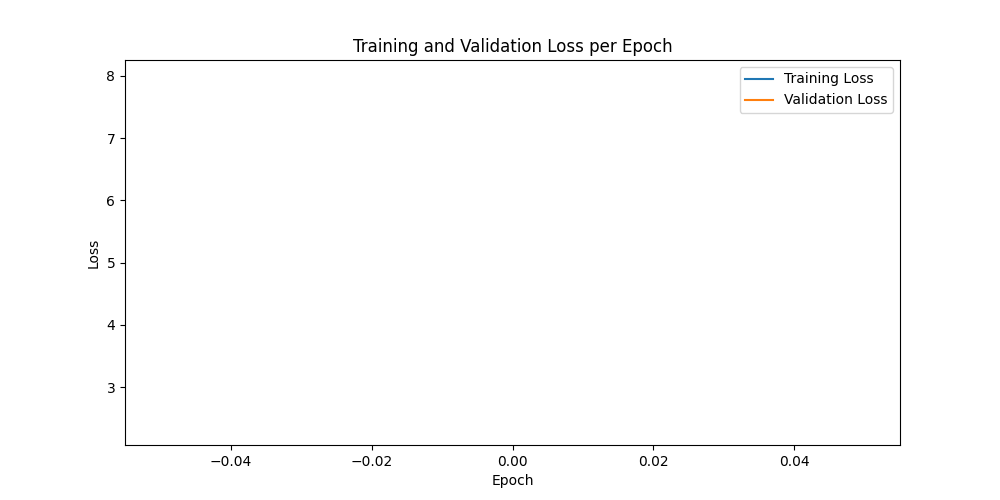 Training and Validation Loss per Epoch
Training Loss
Validation Loss
8
7
6
5
4
3
Loss
−0.04 −0.02 0.00 0.02 0.04
Epoch